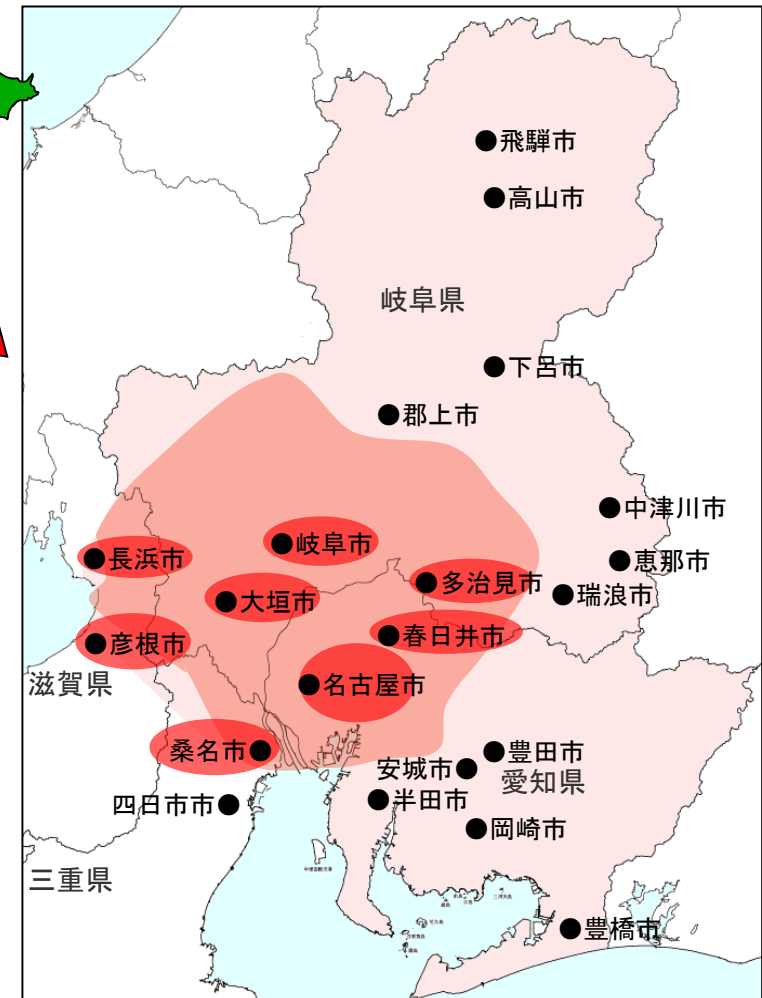 飛騨市
高山市
岐阜県
下呂市
郡上市
中津川市
岐阜市
長浜市
恵那市
多治見市
瑞浪市
大垣市
春日井市
彦根市
滋賀県
名古屋市
桑名市
豊田市
安城市
愛知県
半田市
四日市市
岡崎市
三重県
豊橋市